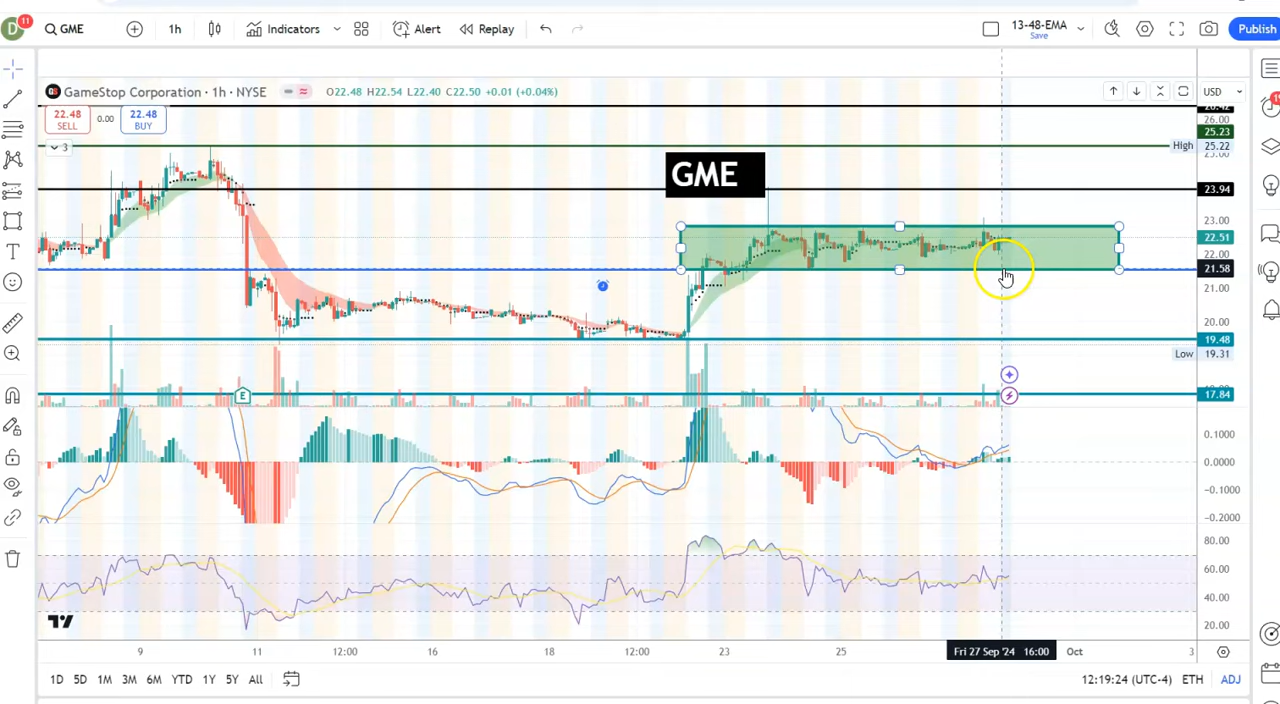 D 11 GME 1h Indicators Alert Replay 13-48-EMA Save Publish
GameStop Corporation · 1h · NYSE O22.48 H22.54 L22.40 C22.50 +0.01 (+0.04%) USD
22.48 SELL 0.00 22.48 BUY
3
GME
26.00
25.23
High 25.22
23.94
23.00
22.51
22.00
21.58
21.00
20.00
19.48
Low 19.31
E
17.84
0.1000
0.0000
−0.1000
−0.2000
80.00
60.00
40.00
20.00
9 11 12:00 16 18 12:00 23 25 Fri 27 Sep '24 16:00 Oct 3
1D 5D 1M 3M 6M YTD 1Y 5Y All 12:19:24 (UTC-4) ETH ADJ